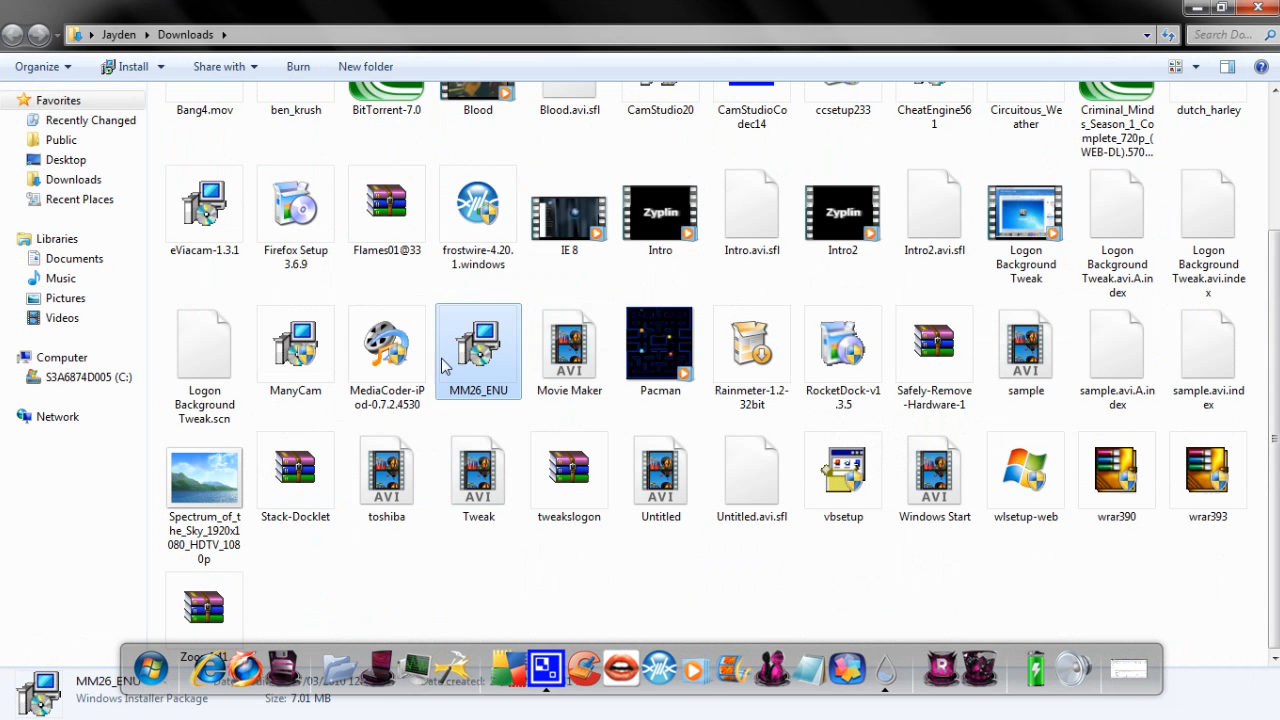 Jayden
Downloads
Search Do...
Organize
Install
Share with
Burn
New folder
Favorites
Recently Changed
Public
Desktop
Downloads
Recent Places
Libraries
Documents
Music
Pictures
Videos
Computer
S3A6874D005 (C:)
Network
Bang4.mov
ben_krush
BitTorrent-7.0
Blood
Blood.avi.sfl
CamStudio20
CamStudioCo
dec14
ccsetup233
CheatEngine56
1
Circuitous_We
ather
Criminal_Mind
s_Season_1_Co
mplete_720p_(
WEB-DL).570...
dutch_harley
eViacam-1.3.1
Firefox Setup
3.6.9
Flames01@33
frostwire-4.20.
1.windows
IE 8
Zyplin
Intro
Intro.avi.sfl
Zyplin
Intro2
Intro2.avi.sfl
Logon
Background
Tweak
Logon
Background
Tweak.avi.A.in
dex
Logon
Background
Tweak.avi.inde
x
Logon
Background
Tweak.scn
ManyCam
MediaCoder-iP
od-0.7.2.4530
MM26_ENU
AVI
Movie Maker
Pacman
Rainmeter-1.2-
32bit
RocketDock-v1
.3.5
Safely-Remove
-Hardware-1
AVI
sample
sample.avi.A.in
dex
sample.avi.ind
ex
Spectrum_of_t
he_Sky_1920x1
080_HDTV_108
0p
Stack-Docklet
AVI
toshiba
AVI
Tweak
tweakslogon
AVI
Untitled
Untitled.avi.sfl
vbsetup
AVI
Windows Start
wlsetup-web
wrar390
wrar393
MM26_ENU
Date created:
Windows Installer Package
Size: 7.01 MB